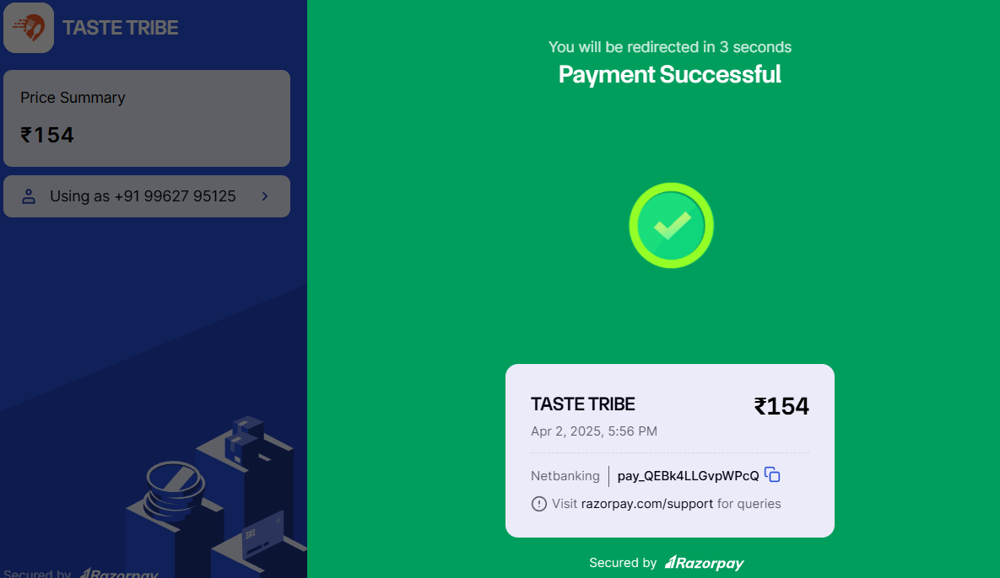 TASTE TRIBE
Price Summary
₹154
Using as +91 99627 95125
Secured by Razorpay
You will be redirected in 3 seconds
Payment Successful
TASTE TRIBE
₹154
Apr 2, 2025, 5:56 PM
Netbanking | pay_QEBk4LLGvpWPcQ
Visit razorpay.com/support for queries
Secured by Razorpay